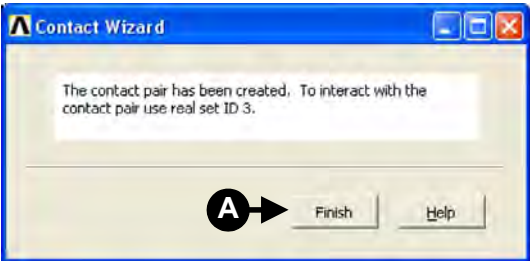 Contact Wizard
The contact pair has been created. To interact with the
contact pair use real set ID 3.
A
Finish
Help